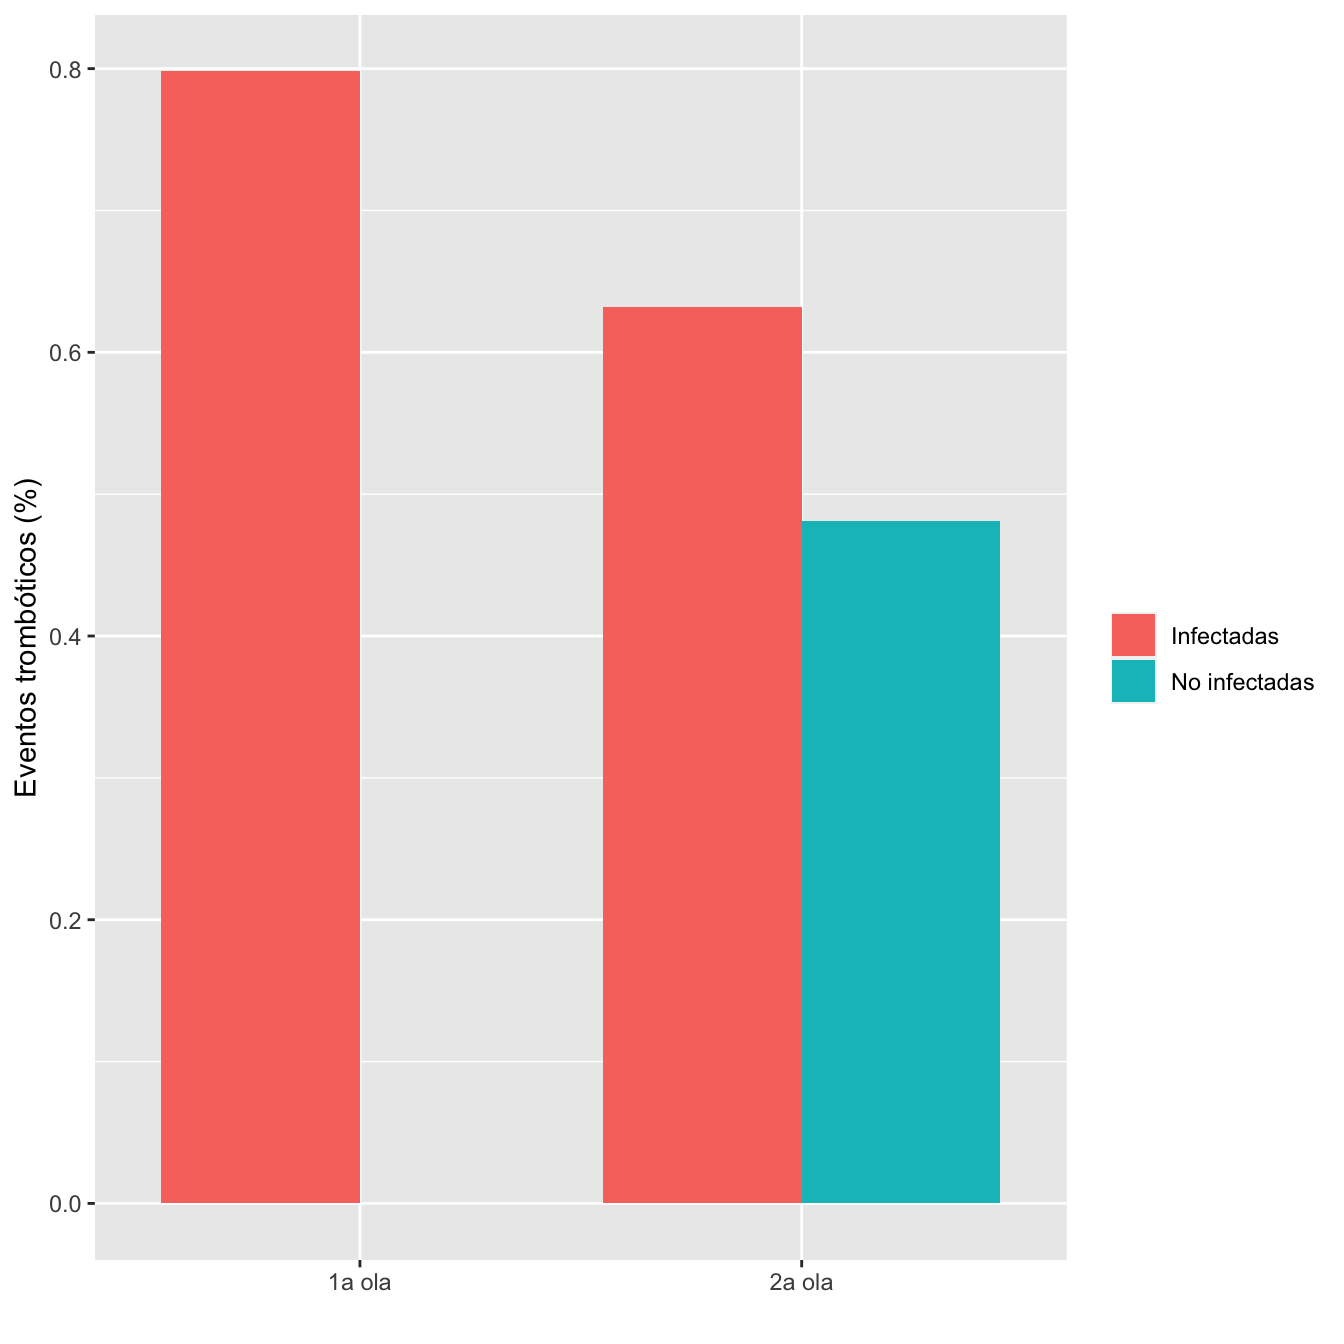 Eventos trombóticos (%)
0.8
0.6
0.4
0.2
0.0
1a ola
2a ola
Infectadas
No infectadas